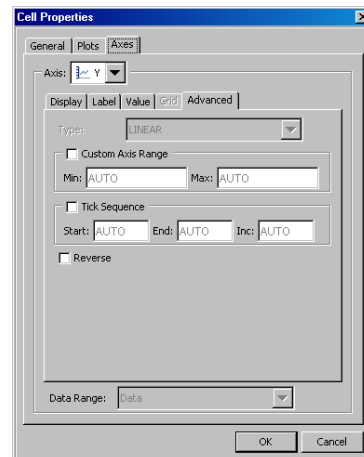 Cell Properties
General Plots Axes
Axis: Y
Display Label Value Grid Advanced
Type: LINEAR
Custom Axis Range
Min: AUTO Max: AUTO
Tick Sequence
Start: AUTO End: AUTO Inc: AUTO
Reverse
Data Range: Data
OK Cancel